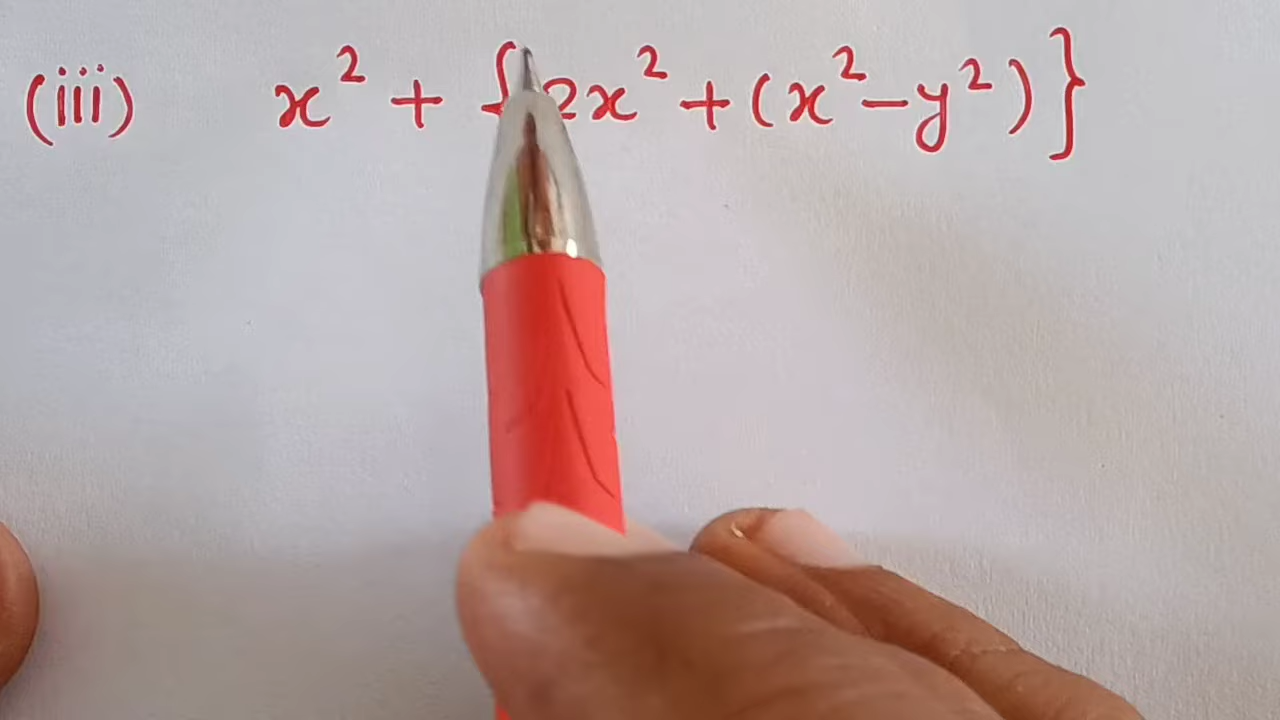 (iii) x² + {2x² + (x² - y²)}